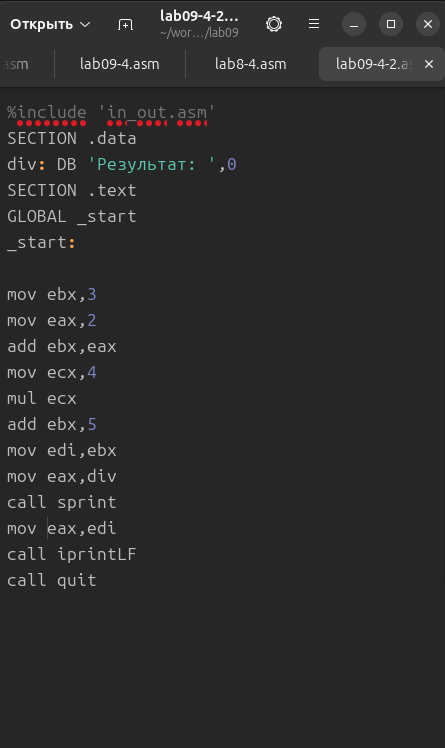 Открыть
lab09-4-2...
~/wor.../lab09
asm
lab09-4.asm
lab8-4.asm
lab09-4-2.as
%include 'in_out.asm'
SECTION .data
div: DB 'Результат: ',0
SECTION .text
GLOBAL _start
_start:
mov ebx,3
mov eax,2
add ebx,eax
mov ecx,4
mul ecx
add ebx,5
mov edi,ebx
mov eax,div
call sprint
mov eax,edi
call iprintLF
call quit